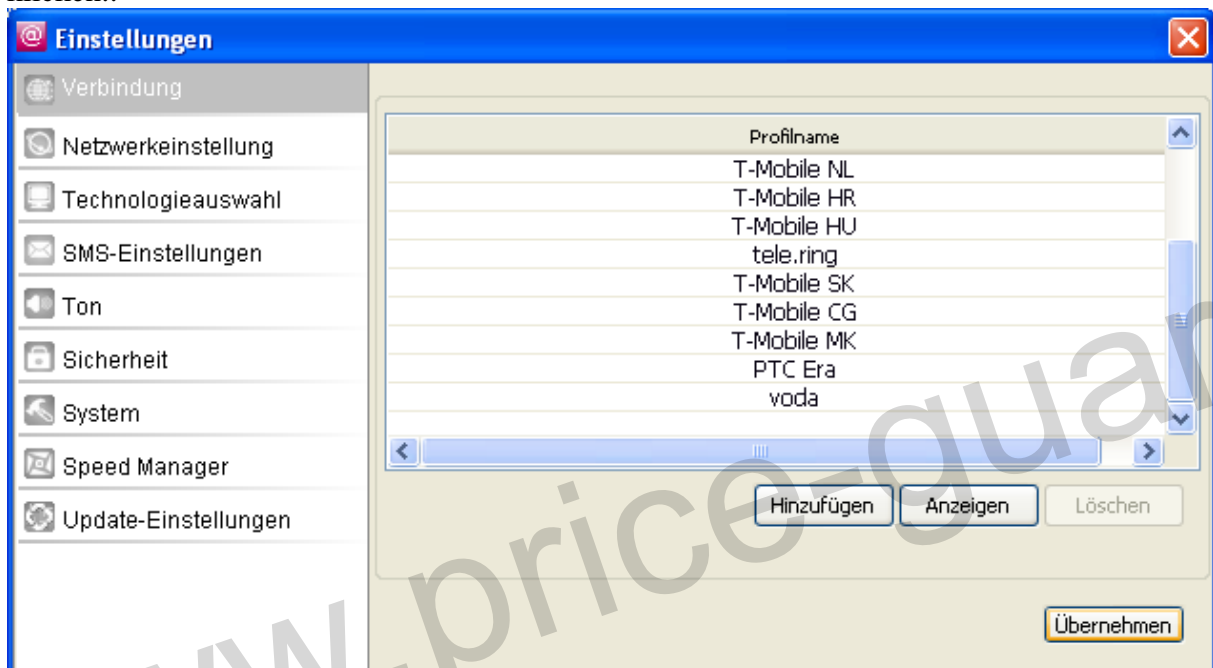 Einstellungen
Verbindung
Netzwerkeinstellung
Technologieauswahl
SMS-Einstellungen
Ton
Sicherheit
System
Speed Manager
Update-Einstellungen
Profilname
T-Mobile NL
T-Mobile HR
T-Mobile HU
tele.ring
T-Mobile SK
T-Mobile CG
T-Mobile MK
PTC Era
voda
Hinzufügen
Anzeigen
Löschen
Übernehmen